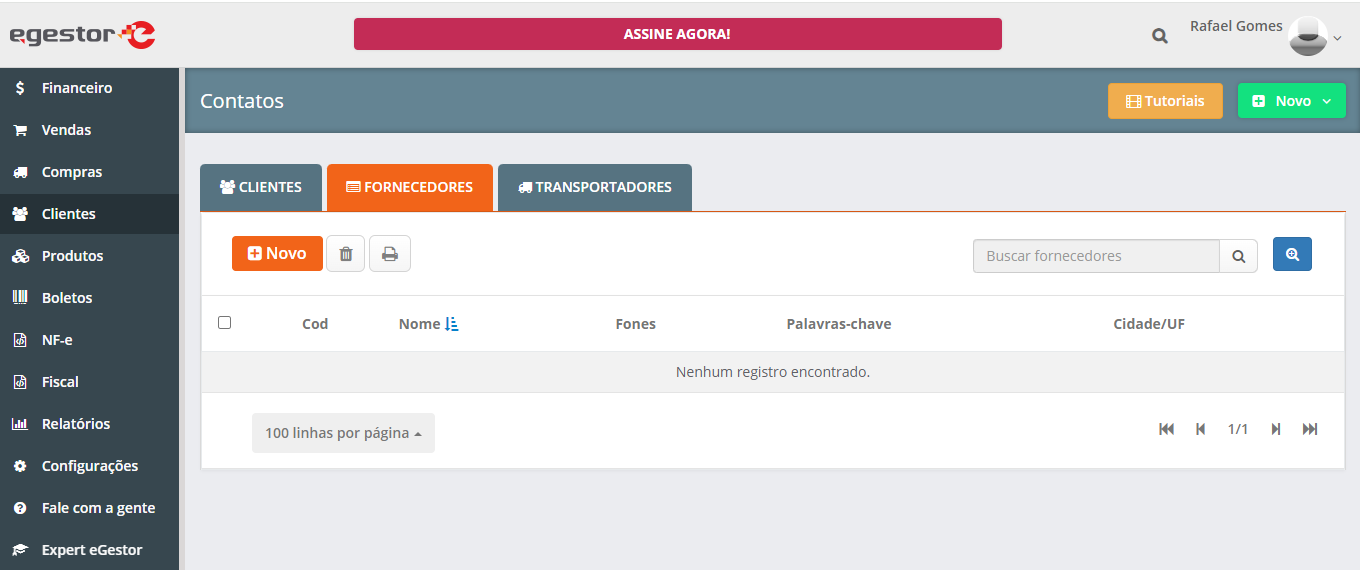 egestor
ASSINE AGORA!
Rafael Gomes
Financeiro
Vendas
Compras
Clientes
Produtos
Boletos
NF-e
Fiscal
Relatórios
Configurações
Fale com a gente
Expert eGestor
Contatos
Tutoriais
Novo
CLIENTES
FORNECEDORES
TRANSPORTADORES
Novo
Buscar fornecedores
Cod Nome Fones Palavras-chave Cidade/UF
Nenhum registro encontrado.
100 linhas por página
1/1